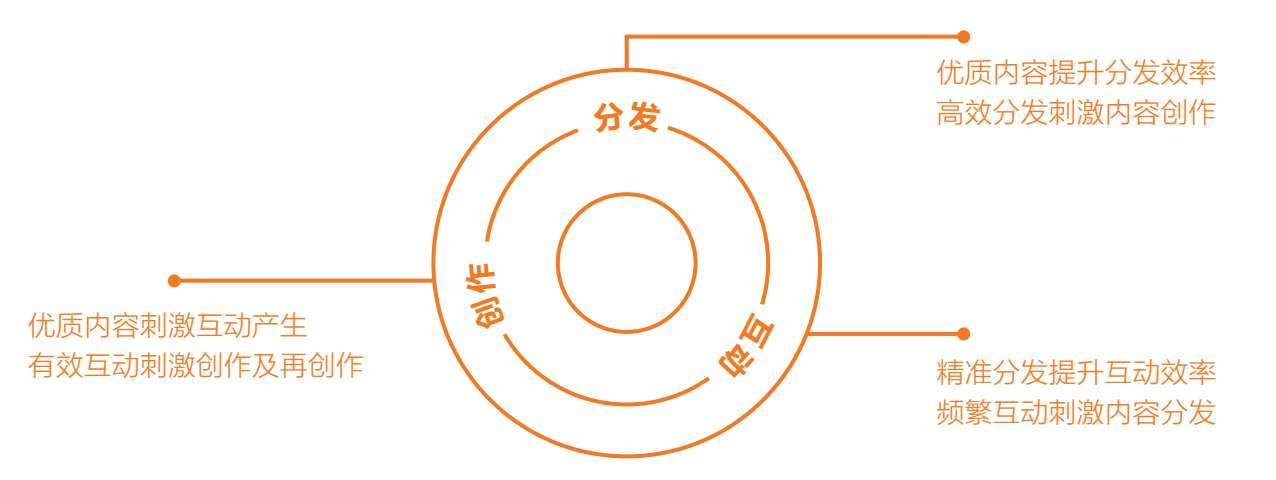 分发
优质内容提升分发效率
高效分发刺激内容创作
创作
优质内容刺激互动产生
有效互动刺激创作及再创作
互动
精准分发提升互动效率
频繁互动刺激内容分发